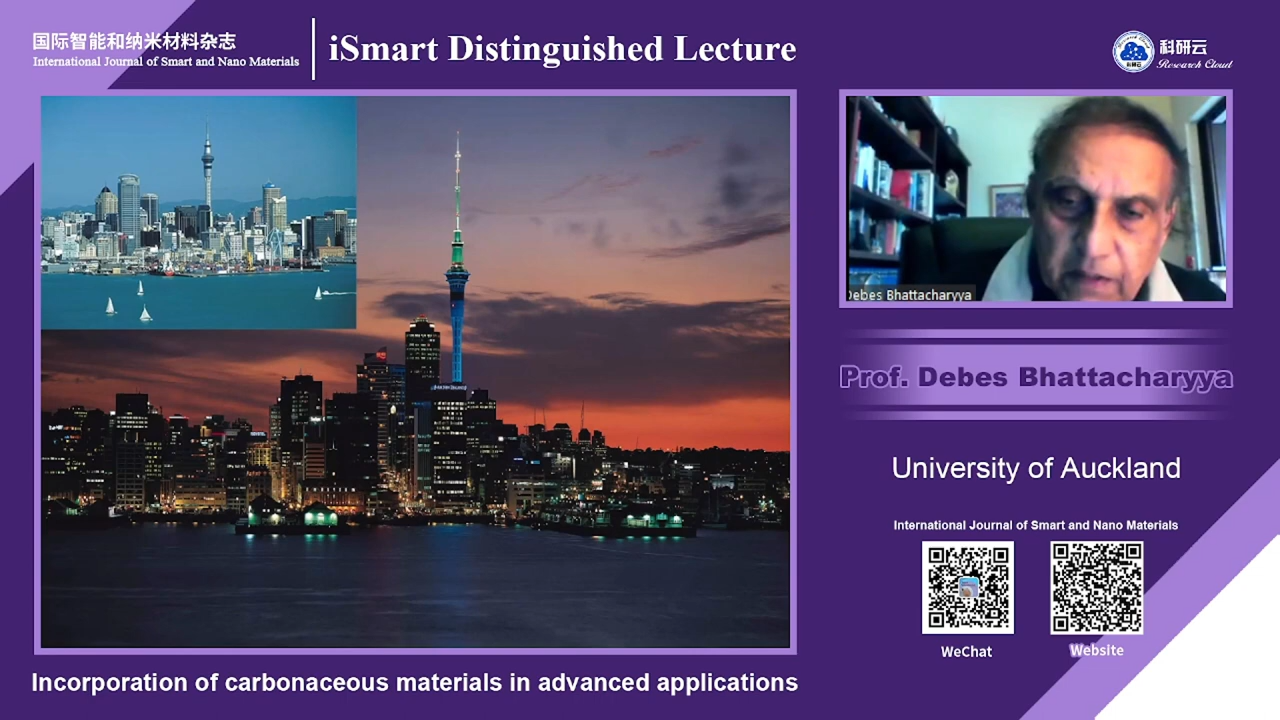 国际智能和纳米材料杂志
International Journal of Smart and Nano Materials
iSmart Distinguished Lecture
科研云
Research Cloud
Debes Bhattacharyya
Prof. Debes Bhattacharyya
University of Auckland
International Journal of Smart and Nano Materials
WeChat
Website
Incorporation of carbonaceous materials in advanced applications